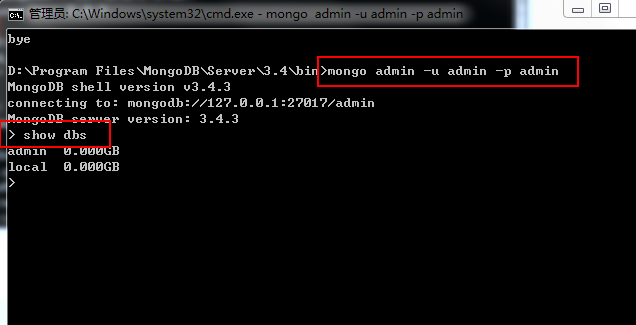 管理员: C:\Windows\system32\cmd.exe - mongo  admin -u admin -p admin
bye
D:\Program Files\MongoDB\Server\3.4\bin>mongo admin -u admin -p admin
MongoDB shell version v3.4.3
connecting to: mongodb://127.0.0.1:27017/admin
MongoDB server version: 3.4.3
> show dbs
admin  0.000GB
local  0.000GB
>